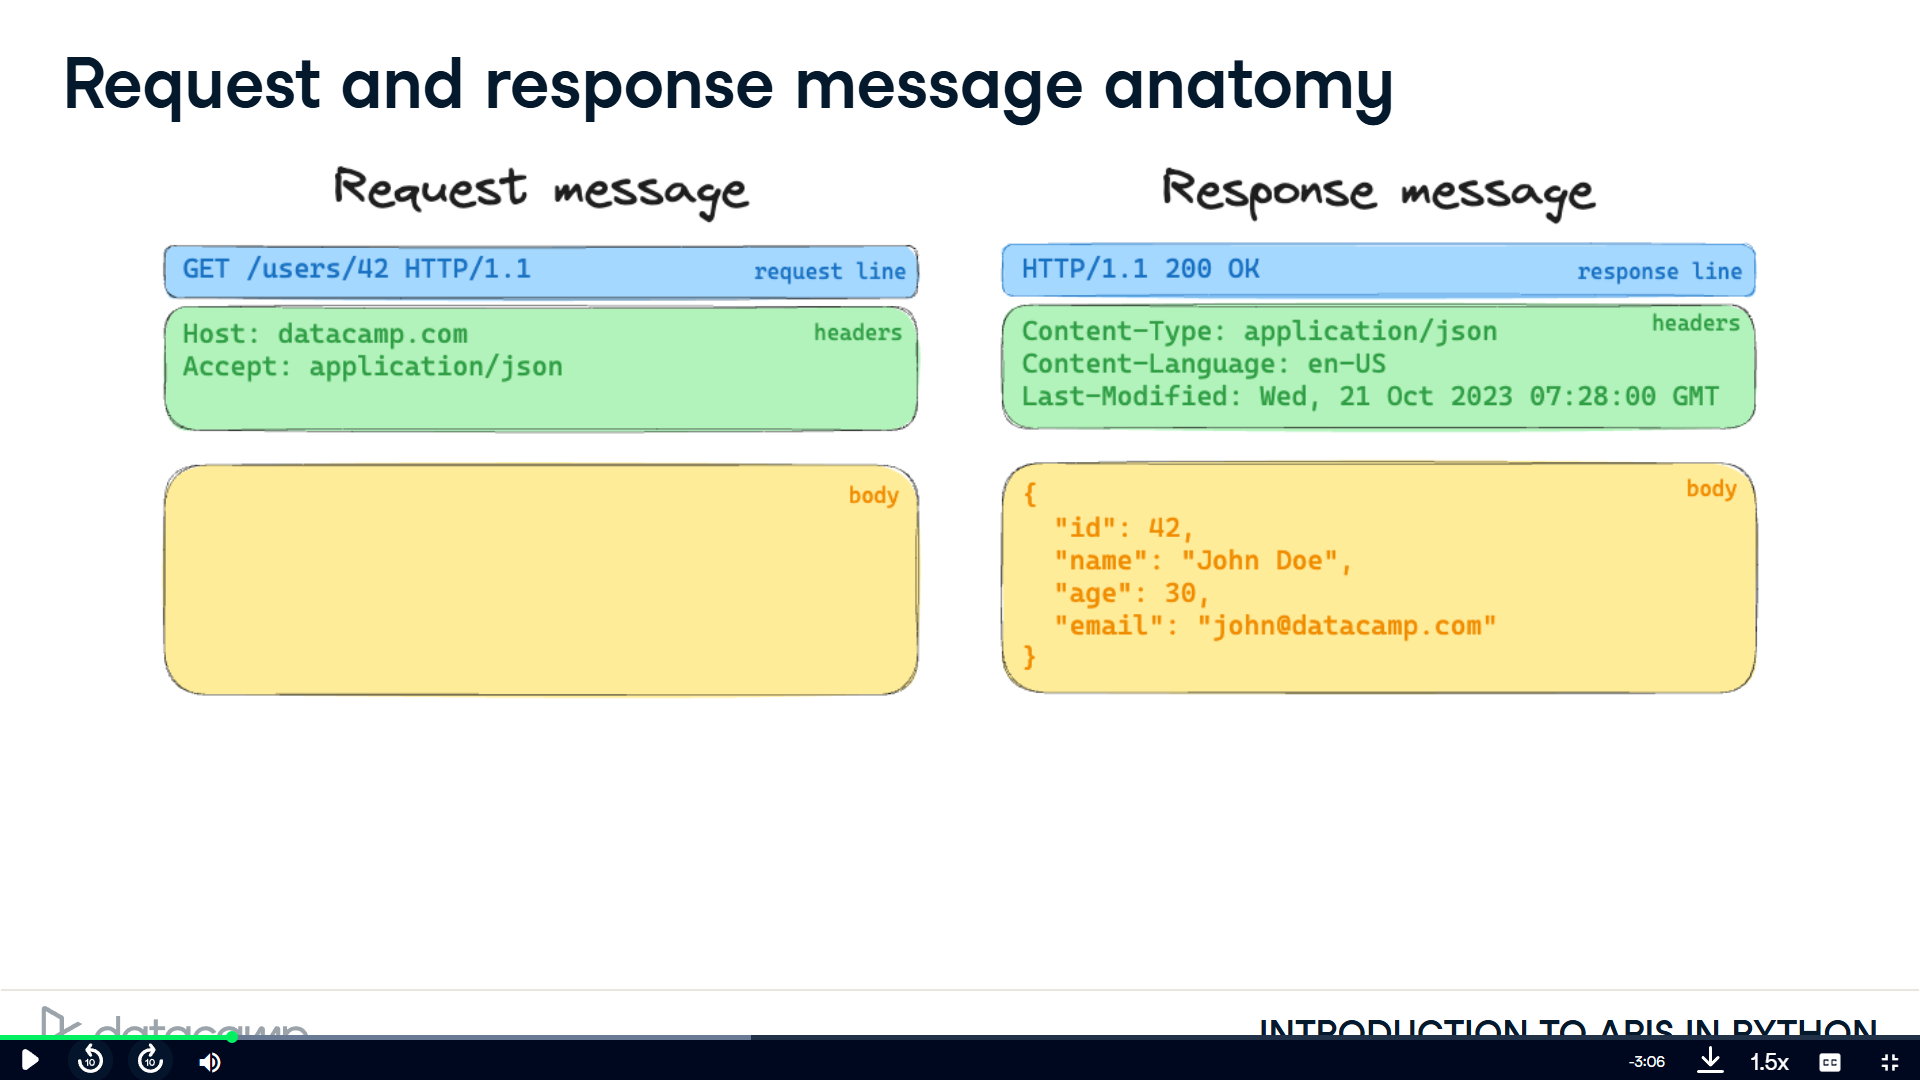 Request and response message anatomy
Request message
GET /users/42 HTTP/1.1
request line
Host: datacamp.com
headers
Accept: application/json
body
Response message
HTTP/1.1 200 OK
response line
Content-Type: application/json
headers
Content-Language: en-US
Last-Modified: Wed, 21 Oct 2023 07:28:00 GMT
{
body
"id": 42,
"name": "John Doe",
"age": 30,
"email": "john@datacamp.com"
}
datacamp
INTRODUCTION TO APIS IN PYTHON
10
10
-3:06
1.5x
CC